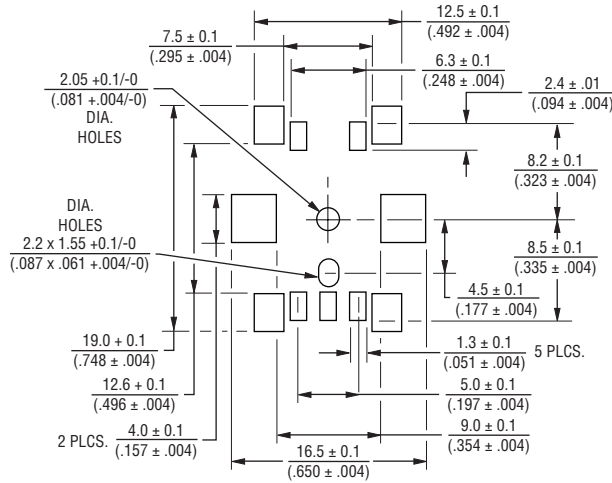 12.5 ± 0.1
(.492 ± .004)
7.5 ± 0.1
(.295 ± .004)
6.3 ± 0.1
(.248 ± .004)
2.05 +0.1/-0
(.081 +.004/-0)
DIA.
HOLES
2.4 ± .01
(.094 ± .004)
8.2 ± 0.1
(.323 ± .004)
DIA.
HOLES
2.2 x 1.55 +0.1/-0
(.087 x .061 +.004/-0)
8.5 ± 0.1
(.335 ± .004)
4.5 ± 0.1
(.177 ± .004)
19.0 + 0.1
(.748 ± .004)
1.3 ± 0.1
(.051 ± .004)
5 PLCS.
12.6 + 0.1
(.496 ± .004)
5.0 ± 0.1
(.197 ± .004)
2 PLCS.
4.0 ± 0.1
(.157 ± .004)
9.0 ± 0.1
(.354 ± .004)
16.5 ± 0.1
(.650 ± .004)